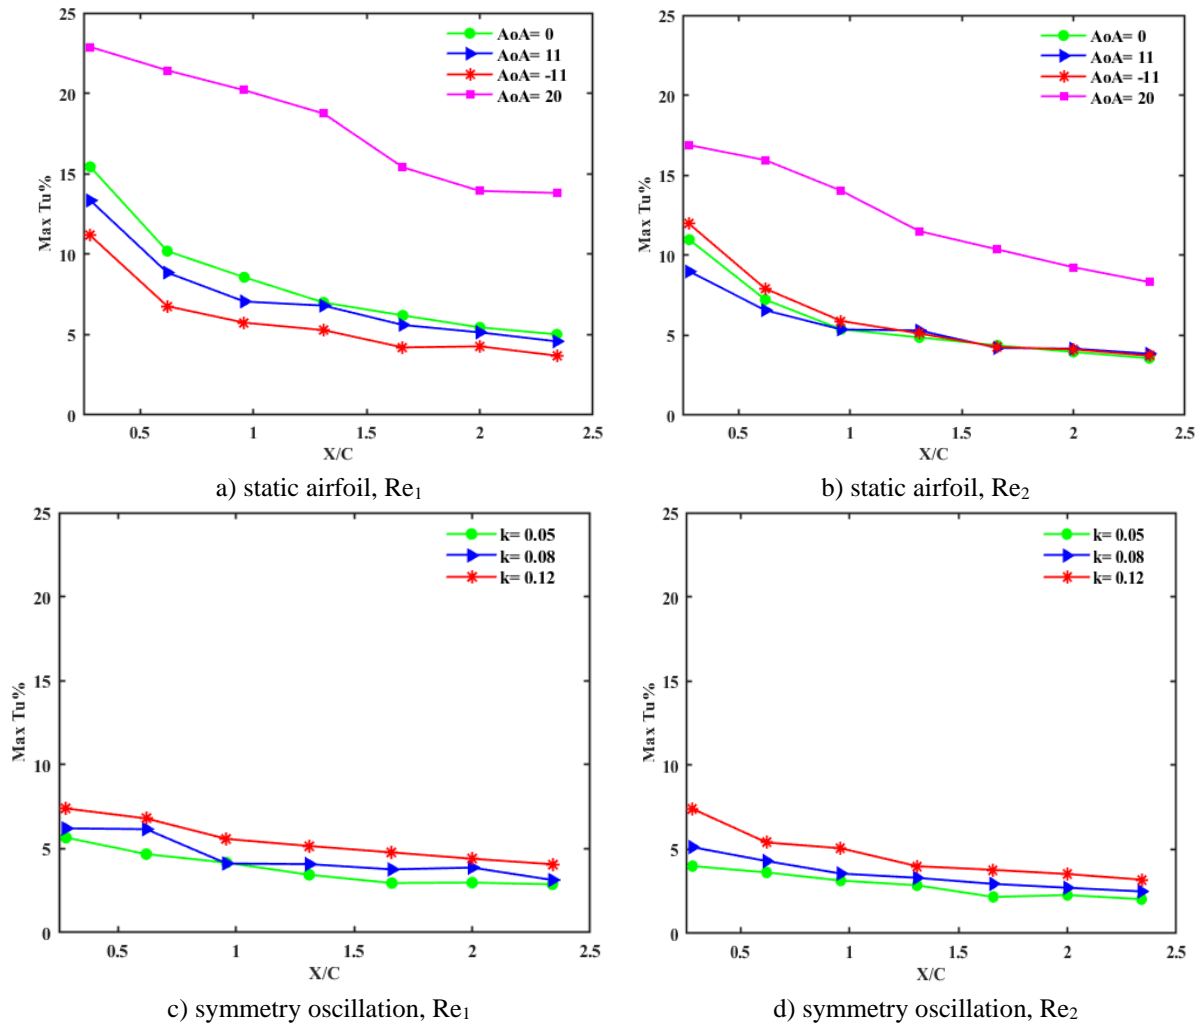 25
20
15
10
5
0
Max Tu%
0.5
1
1.5
2
2.5
X/C
AoA= 0
AoA= 11
AoA= -11
AoA= 20
a) static airfoil, Re₁
25
20
15
10
5
0
Max Tu%
0.5
1
1.5
2
2.5
X/C
AoA= 0
AoA= 11
AoA= -11
AoA= 20
b) static airfoil, Re₂
25
20
15
10
5
0
Max Tu%
0.5
1
1.5
2
2.5
X/C
k= 0.05
k= 0.08
k= 0.12
c) symmetry oscillation, Re₁
25
20
15
10
5
0
Max Tu%
0.5
1
1.5
2
2.5
X/C
k= 0.05
k= 0.08
k= 0.12
d) symmetry oscillation, Re₂